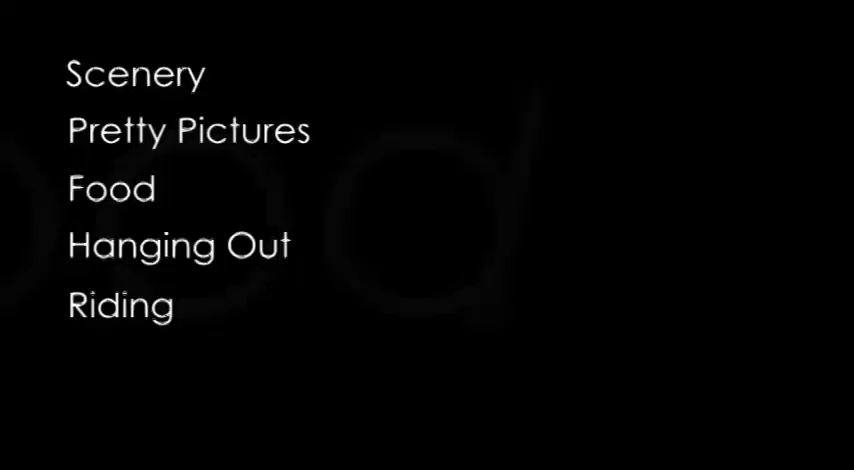 Scenery
Pretty Pictures
Food
Hanging Out
Riding